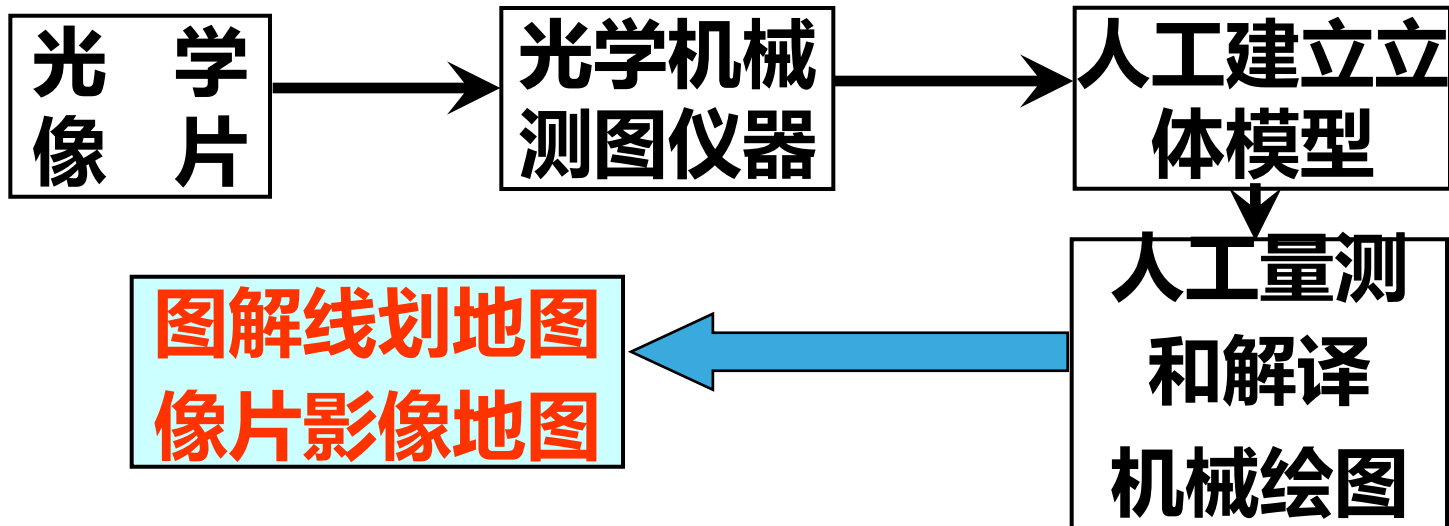 光 学
像 片
光学机械
测图仪器
人工建立立
体模型
人工量测
和解译
机械绘图
图解线划地图
像片影像地图